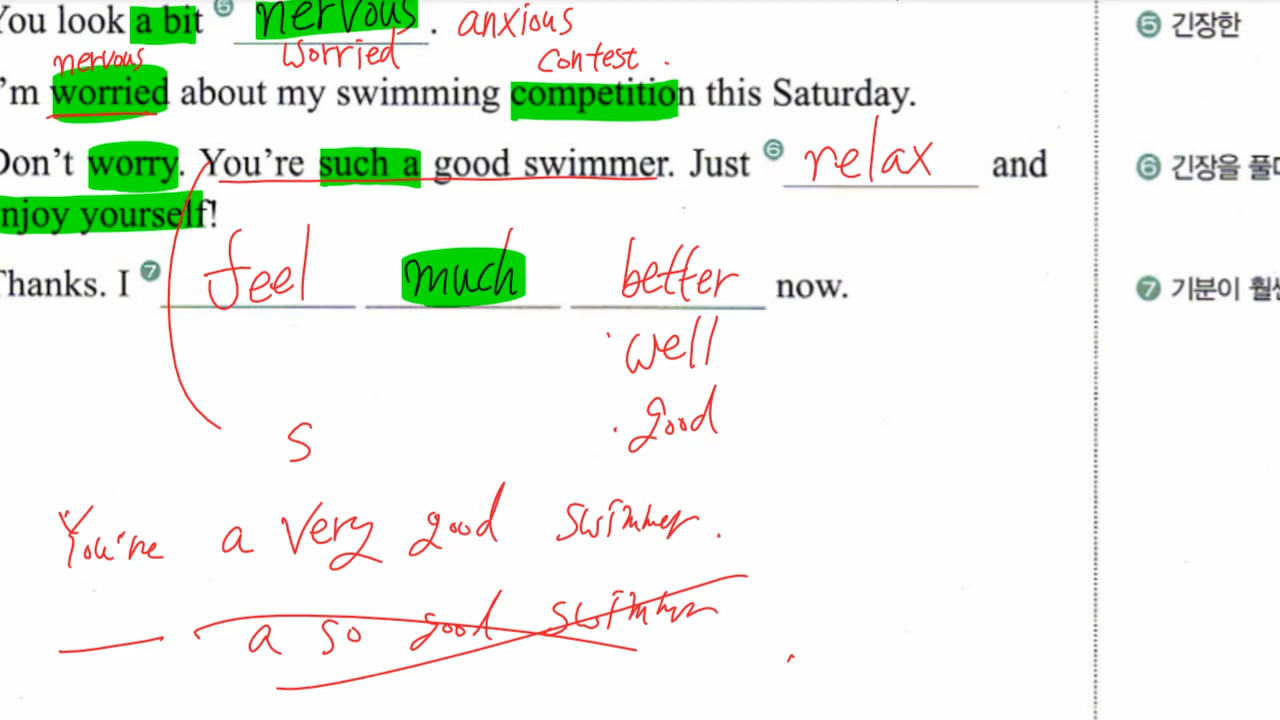 You look a bit ⑤ nervous. anxious ⑤ 긴장한
nervous worried contest.
I'm worried about my swimming competition this Saturday.
Don't worry. You're such a good swimmer. Just ⑥ relax and ⑥ 긴장을
enjoy yourself!
Thanks. I ⑦ feel much better now. ⑦ 기분이
well
good
S
You're a very good swimmer.
a so good swimmer